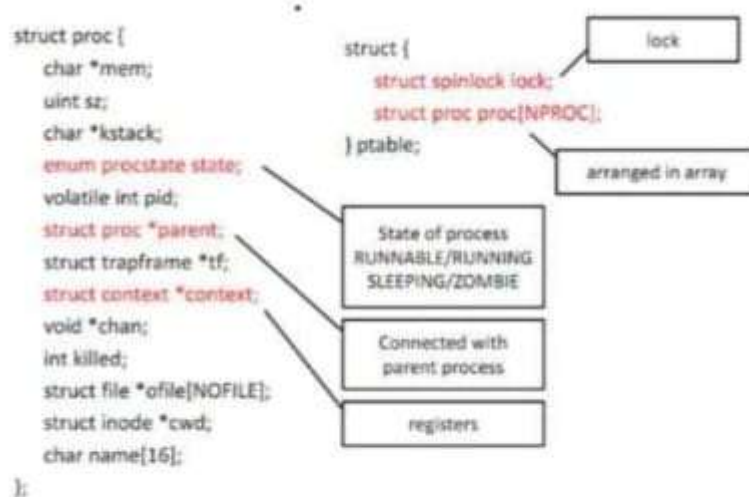 struct proc {
char *mem;
uint sz;
char *kstack;
enum procstate state;
volatile int pid;
struct proc *parent;
struct trapframe *tf;
struct context *context;
void *chan;
int killed;
struct file *ofile[NOFILE];
struct inode *cwd;
char name[16];
};
struct {
struct spinlock lock;
struct proc proc[NPROC];
} ptable;
lock
arranged in array
State of process
RUNNABLE/RUNNING
SLEEPING/ZOMBIE
Connected with
parent process
registers